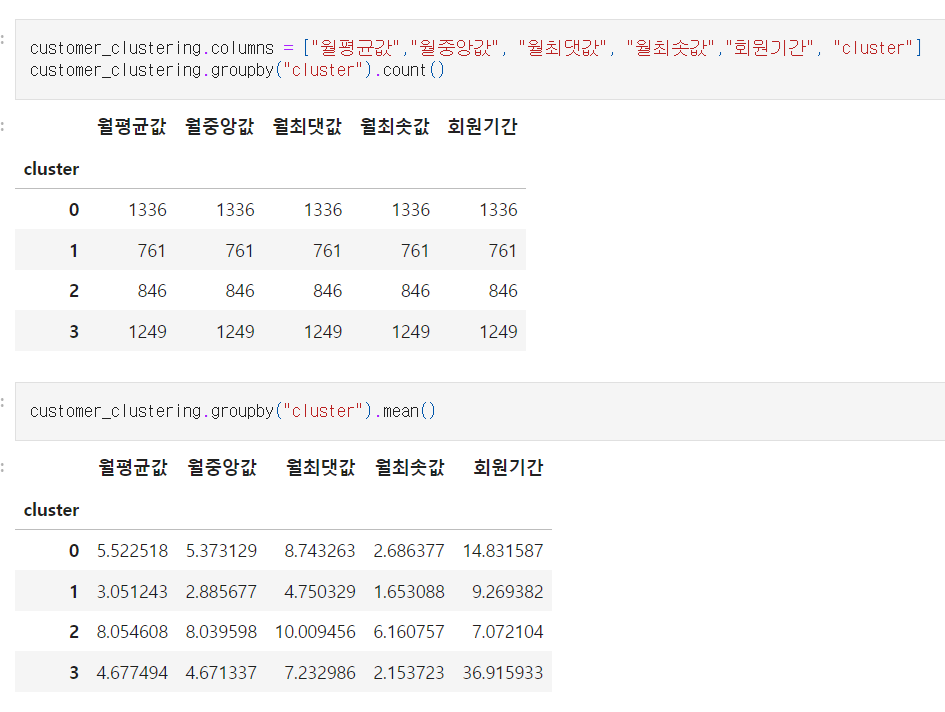 customer_clustering.columns = ["월평균값","월중앙값", "월최댓값", "월최솟값","회원기간", "cluster"]
customer_clustering.groupby("cluster").count()
월평균값 월중앙값 월최댓값 월최솟값 회원기간
cluster
0 1336 1336 1336 1336 1336
1 761 761 761 761 761
2 846 846 846 846 846
3 1249 1249 1249 1249 1249
customer_clustering.groupby("cluster").mean()
월평균값 월중앙값 월최댓값 월최솟값 회원기간
cluster
0 5.522518 5.373129 8.743263 2.686377 14.831587
1 3.051243 2.885677 4.750329 1.653088 9.269382
2 8.054608 8.039598 10.009456 6.160757 7.072104
3 4.677494 4.671337 7.232986 2.153723 36.915933